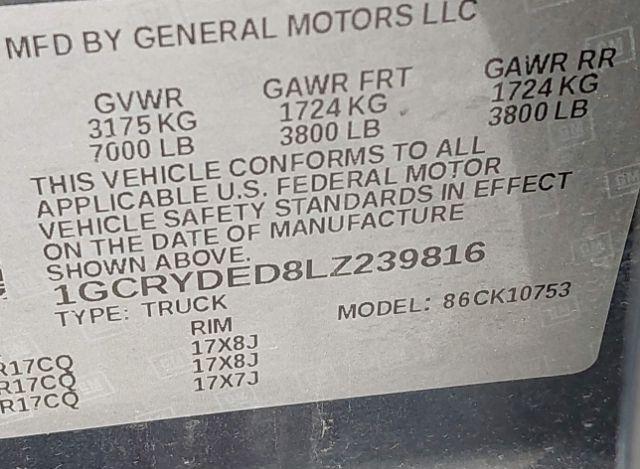 MFD BY GENERAL MOTORS LLC
GVWR GAWR FRT GAWR RR
3175 KG 1724 KG 1724 KG
7000 LB 3800 LB 3800 LB
THIS VEHICLE CONFORMS TO ALL
APPLICABLE U.S. FEDERAL MOTOR
VEHICLE SAFETY STANDARDS IN EFFECT
ON THE DATE OF MANUFACTURE
SHOWN ABOVE.
1GCRYDED8LZ239816
TYPE: TRUCK MODEL: 86CK10753
RIM
R17CQ 17X8J
R17CQ 17X8J
R17CQ 17X7J